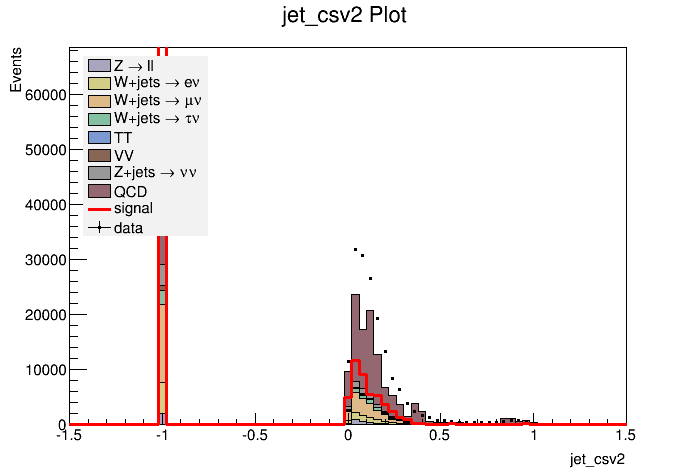 jet_csv2 Plot
Events
60000
50000
40000
30000
20000
10000
0
Z → ll
W+jets → eν
W+jets → μν
W+jets → τν
TT
VV
Z+jets → νν
QCD
signal
data
-1.5 -1 -0.5 0 0.5 1 1.5
jet_csv2